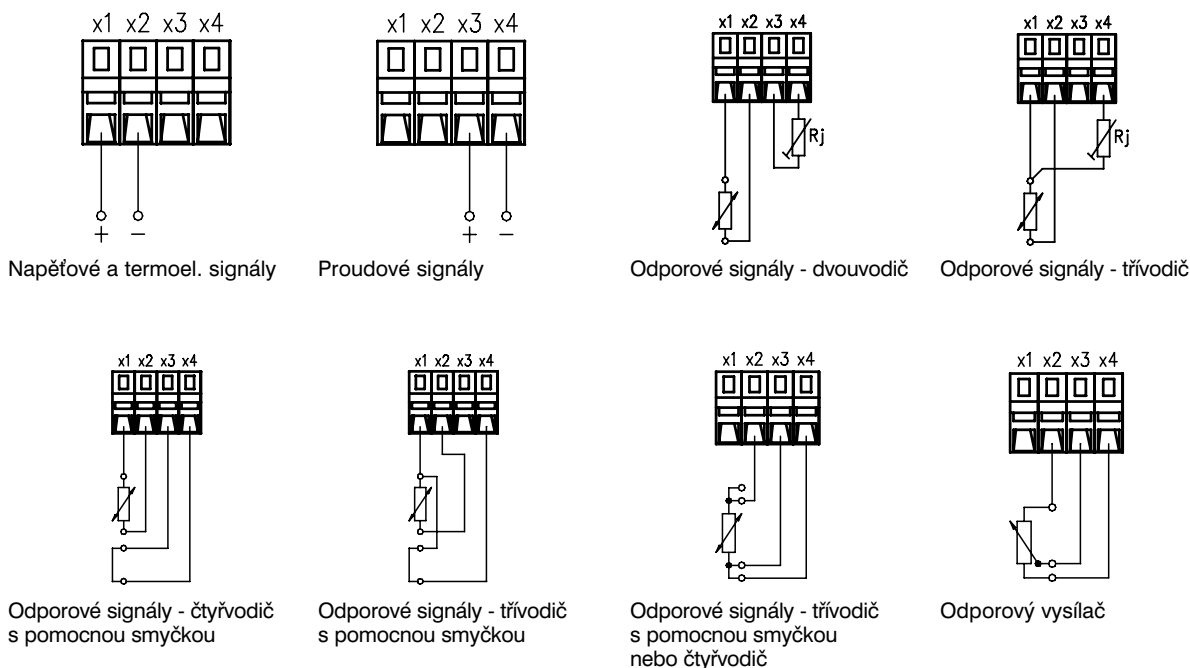 x1 x2 x3 x4
+ −
Napěťové a termoel. signály
x1 x2 x3 x4
+ −
Proudové signály
x1 x2 x3 x4
Rj
Odporové signály - dvouvodič
x1 x2 x3 x4
Rj
Odporové signály - třívodič
x1 x2 x3 x4
Odporové signály - čtyřvodič
s pomocnou smyčkou
x1 x2 x3 x4
Odporové signály - třívodič
s pomocnou smyčkou
x1 x2 x3 x4
Odporové signály - třívodič
s pomocnou smyčkou
nebo čtyřvodič
x1 x2 x3 x4
Odporový vysílač